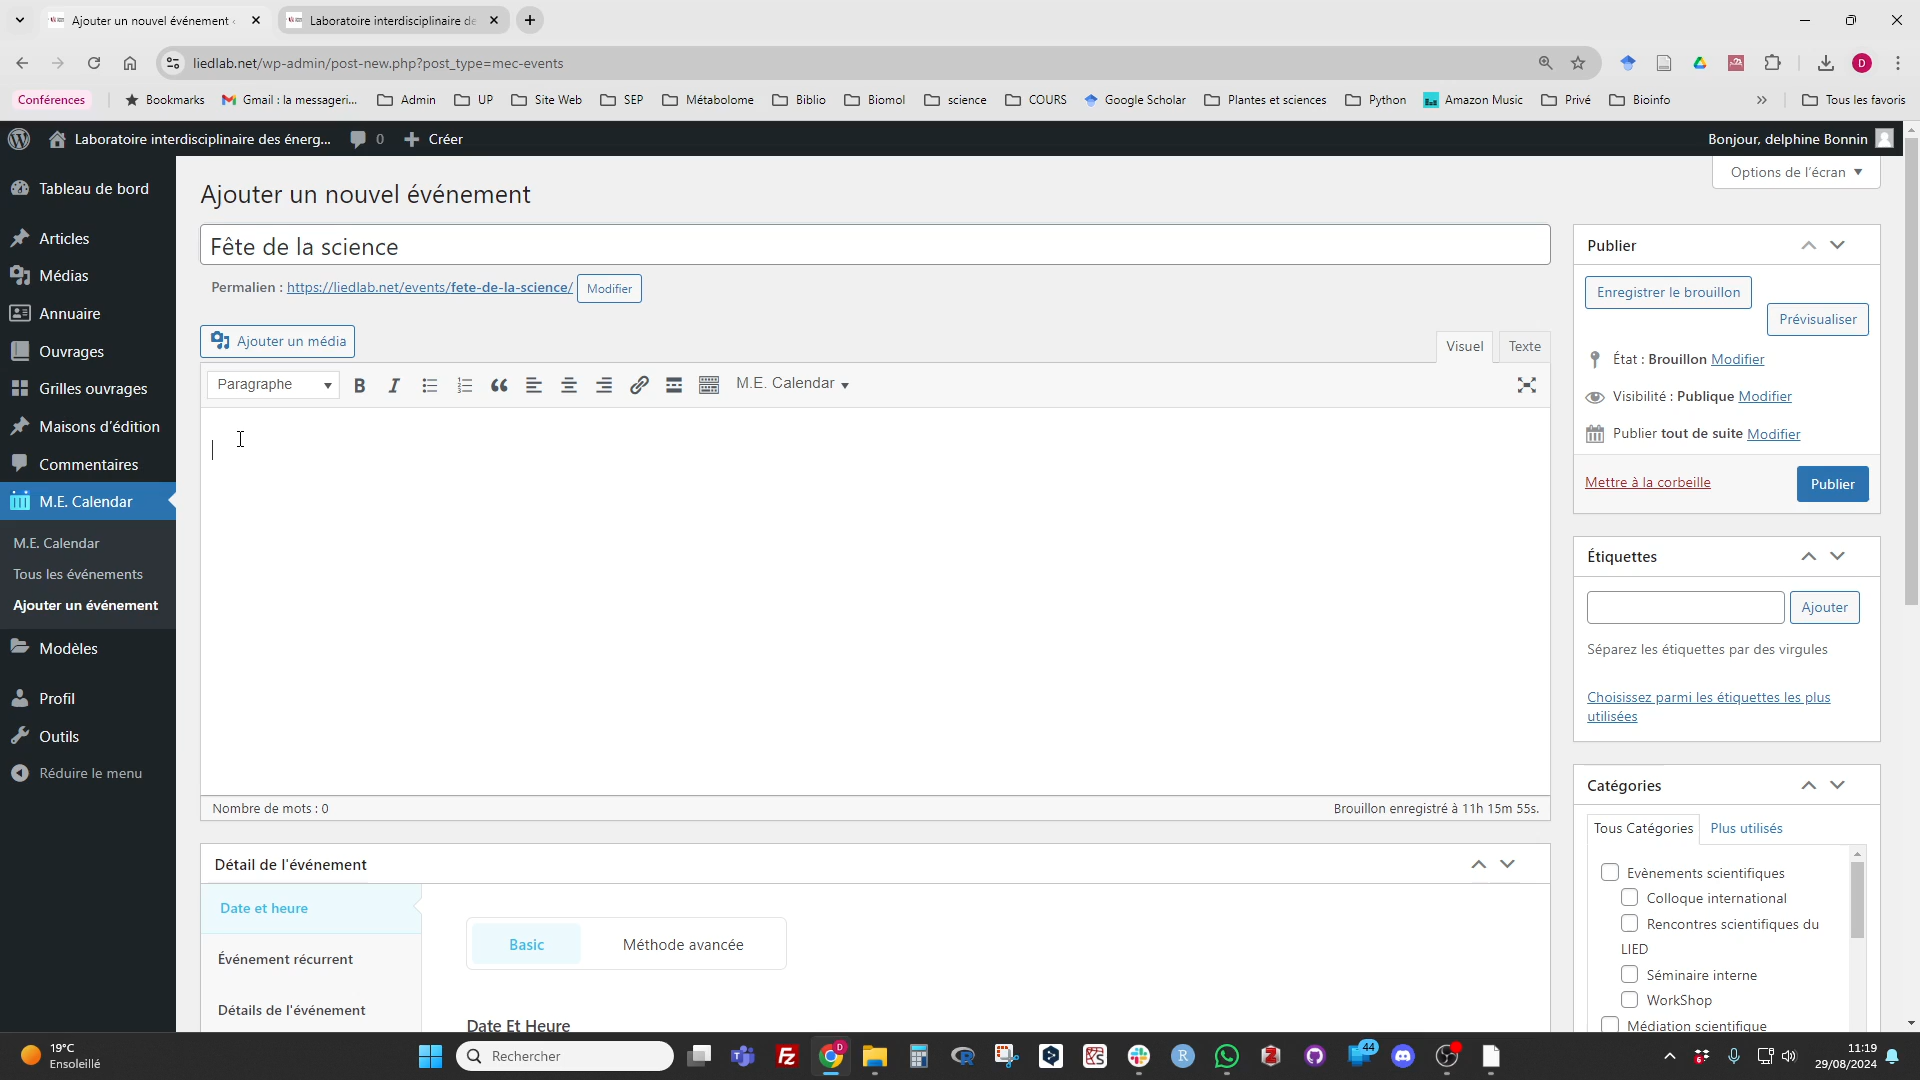 Ajouter un nouvel événement
Laboratoire interdisciplinaire de
liedlab.net/wp-admin/post-new.php?post_type=mec-events
D
Conférences
Bookmarks
Gmail : la messageri...
Admin
UP
Site Web
SEP
Métabolome
Biblio
Biomol
science
COURS
Google Scholar
Plantes et sciences
Python
Amazon Music
Privé
Bioinfo
Tous les favoris
Laboratoire interdisciplinaire des énerg...
0
Créer
Bonjour, delphine Bonnin
Options de l'écran
Tableau de bord
Articles
Médias
Annuaire
Ouvrages
Grilles ouvrages
Maisons d'édition
Commentaires
M.E. Calendar
M.E. Calendar
Tous les événements
Ajouter un événement
Modèles
Profil
Outils
Réduire le menu
Ajouter un nouvel événement
Fête de la science
Permalien : https://liedlab.net/events/fete-de-la-science/ Modifier
Ajouter un média
Visuel
Texte
Paragraphe
B
I
M.E. Calendar
Nombre de mots : 0
Brouillon enregistré à 11h 15m 55s.
Détail de l'événement
Date et heure
Événement récurrent
Détails de l'événement
Basic
Méthode avancée
Date Et Heure
Publier
Enregistrer le brouillon
Prévisualiser
État : Brouillon Modifier
Visibilité : Publique Modifier
Publier tout de suite Modifier
Mettre à la corbeille
Publier
Étiquettes
Ajouter
Séparez les étiquettes par des virgules
Choisissez parmi les étiquettes les plus
utilisées
Catégories
Tous Catégories
Plus utilisés
Evènements scientifiques
Colloque international
Rencontres scientifiques du
LIED
Séminaire interne
WorkShop
Médiation scientifique
19°C
Ensoleillé
Rechercher
44
11:19
29/08/2024